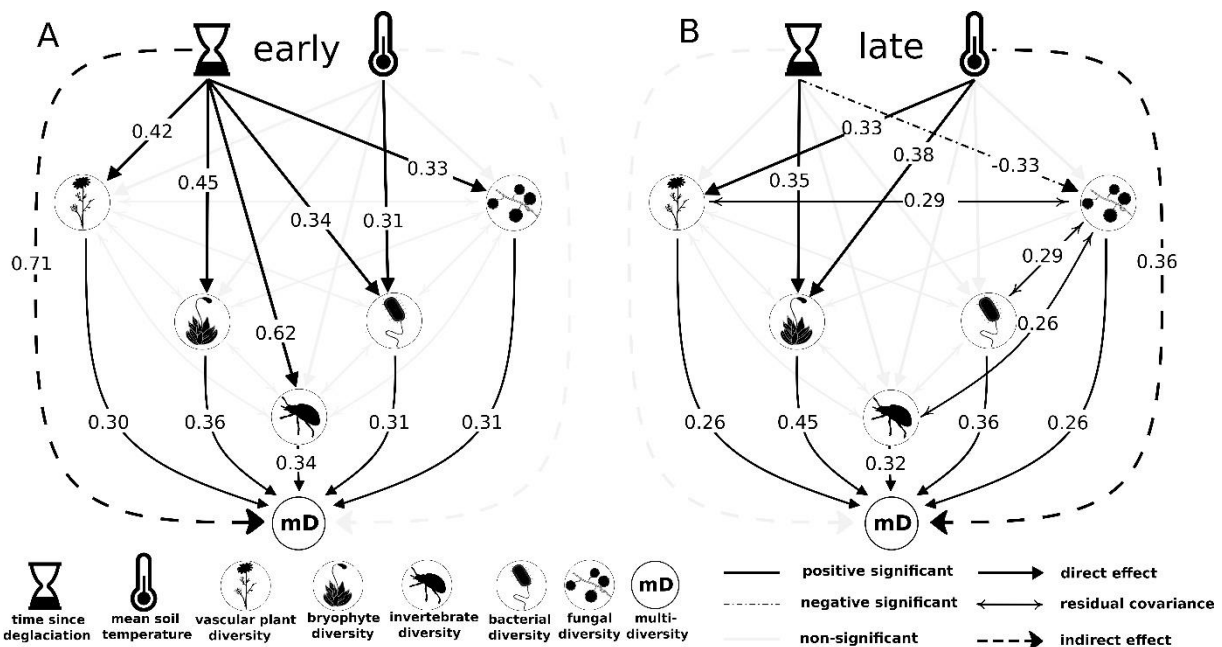 A
early
0.42
0.45
0.34
0.31
0.33
0.71
0.62
0.30
0.36
0.34
0.31
0.31
mD
B
late
0.33
0.38
-0.33
0.35
0.29
0.29
0.36
0.26
0.26
0.45
0.32
0.36
0.26
mD
mD
time since
deglaciation
mean soil
temperature
vascular plant
diversity
bryophyte
diversity
invertebrate
diversity
bacterial
diversity
fungal
diversity
multi-
diversity
positive significant
negative significant
non-significant
direct effect
residual covariance
indirect effect